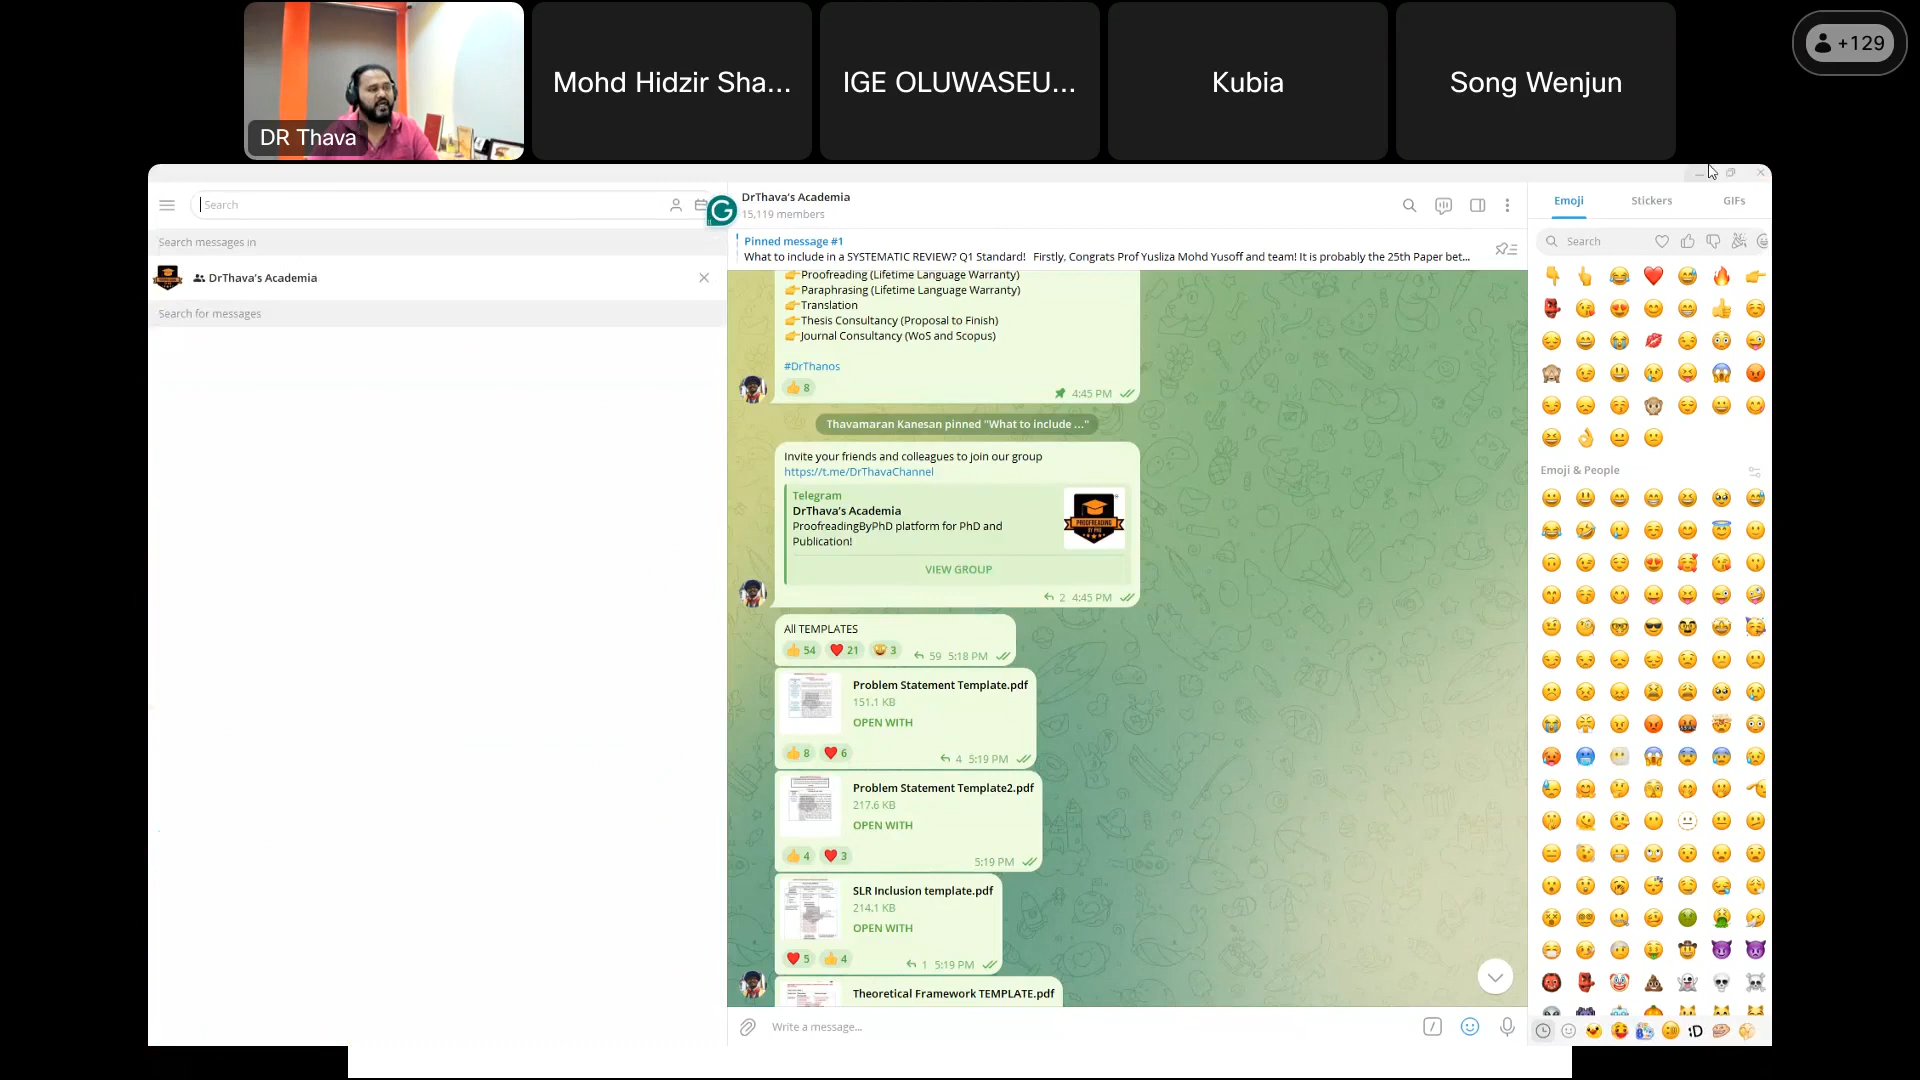 DR Thava
Mohd Hidzir Sha...
IGE OLUWASEU...
Kubia
Song Wenjun
+129
Search
Search messages in
DrThava's Academia
Search for messages
DrThava's Academia
15,119 members
Pinned message #1
What to include in a SYSTEMATIC REVIEW? Q1 Standard! Firstly, Congrats Prof Yusliza Mohd Yusoff and team! It is probably the 25th Paper bet...
👉Proofreading (Lifetime Language Warranty)
👉Paraphrasing (Lifetime Language Warranty)
👉Translation
👉Thesis Consultancy (Proposal to Finish)
👉Journal Consultancy (WoS and Scopus)
#DrThanos
8
4:45 PM
Thavamaran Kanesan pinned "What to include ..."
Invite your friends and colleagues to join our group
https://t.me/DrThavaChannel
Telegram
DrThava's Academia
ProofreadingByPhD platform for PhD and
Publication!
PROOFREADING
BY PHD
VIEW GROUP
2 4:45 PM
All TEMPLATES
54 21 3 59 5:18 PM
Problem Statement Template.pdf
151.1 KB
OPEN WITH
8 6 4 5:19 PM
Problem Statement Template2.pdf
217.6 KB
OPEN WITH
4 3 5:19 PM
SLR Inclusion template.pdf
214.1 KB
OPEN WITH
5 4 1 5:19 PM
Theoretical Framework TEMPLATE.pdf
Write a message...
Emoji Stickers GIFs
Search
Emoji & People
:D